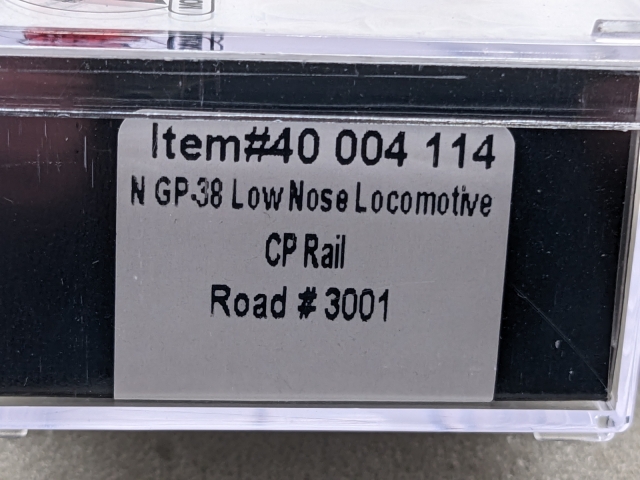 Item#40 004 114
N GP-38 Low Nose Locomotive
CP Rail
Road # 3001